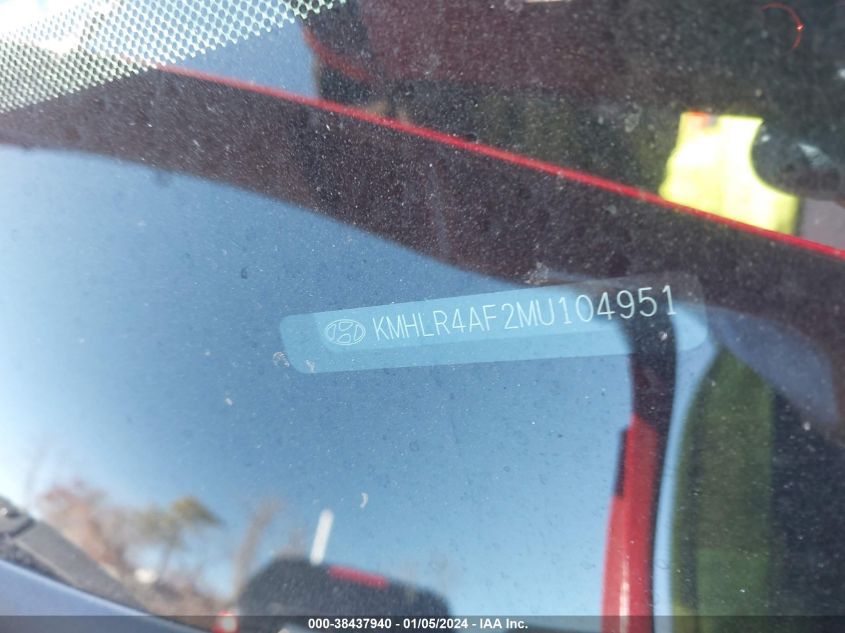 KMHLR4AF2MU104951
000-38437940 - 01/05/2024 - IAA Inc.